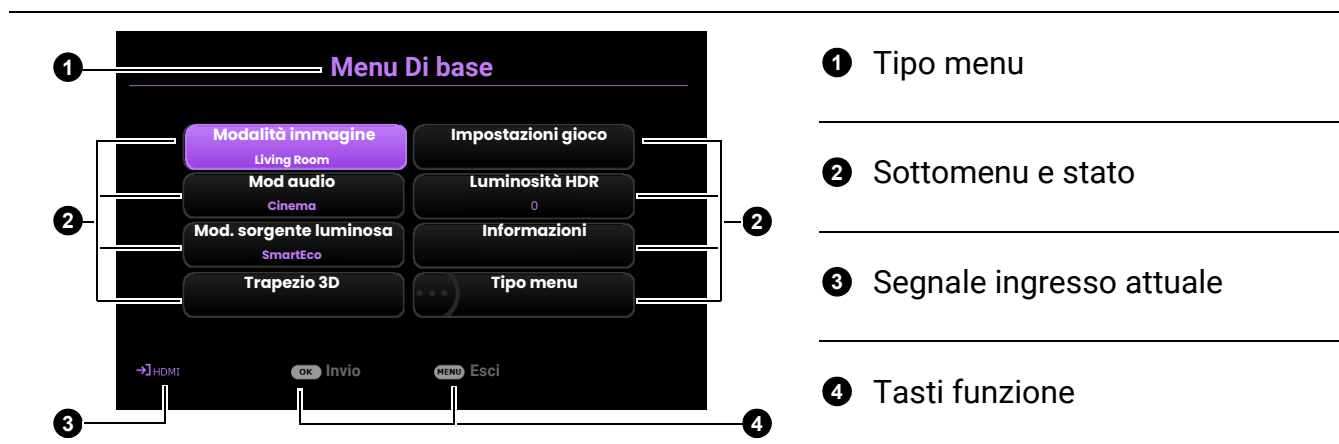 Menu Di base
Modalità immagine
Living Room
Impostazioni gioco
Mod audio
Cinema
Luminosità HDR
0
Mod. sorgente luminosa
SmartEco
Informazioni
Trapezio 3D
Tipo menu
HDMI
OK Invio
MENU Esci
1
2
2
3
4
1 Tipo menu
2 Sottomenu e stato
3 Segnale ingresso attuale
4 Tasti funzione